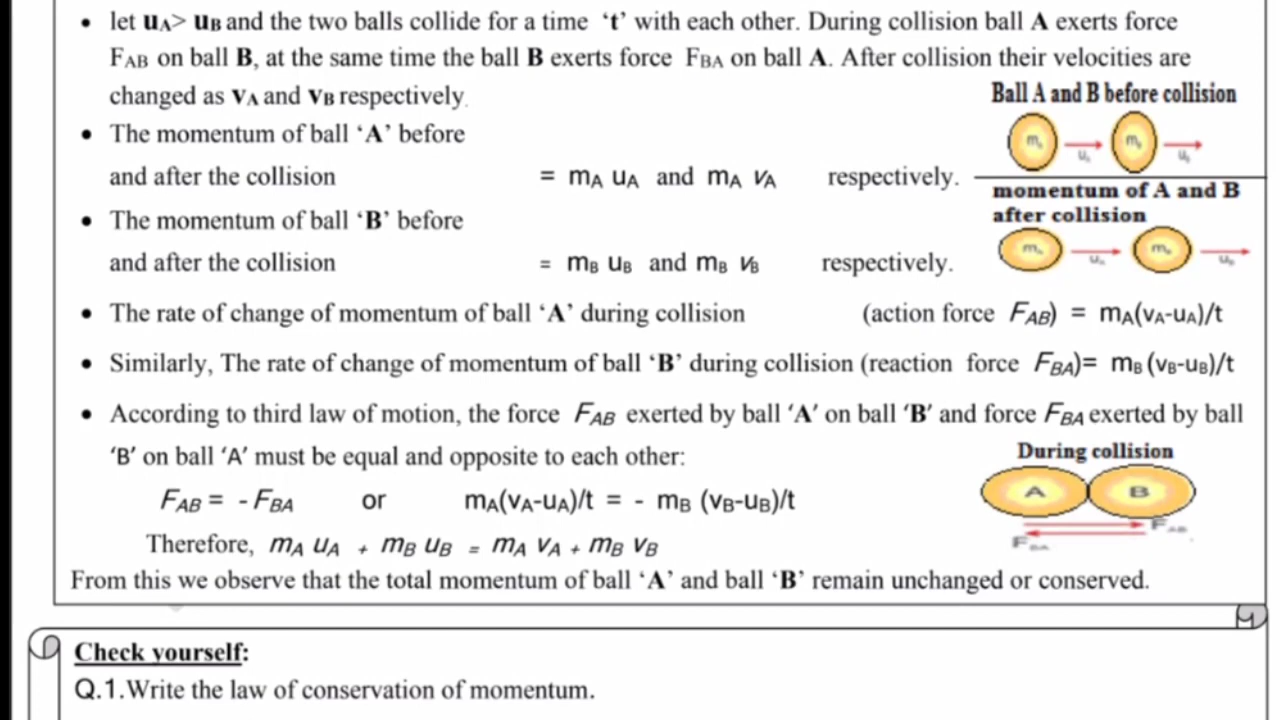 • let uA> uB and the two balls collide for a time ‘t’ with each other. During collision ball A exerts force
FAB on ball B, at the same time the ball B exerts force FBA on ball A. After collision their velocities are
changed as vA and vB respectively.
Ball A and B before collision
• The momentum of ball ‘A’ before
and after the collision = mA uA and mA vA respectively.
momentum of A and B
after collision
• The momentum of ball ‘B’ before
and after the collision = mB uB and mB vB respectively.
• The rate of change of momentum of ball ‘A’ during collision (action force FAB) = mA(vA-uA)/t
• Similarly, The rate of change of momentum of ball ‘B’ during collision (reaction force FBA)= mB (vB-uB)/t
• According to third law of motion, the force FAB exerted by ball ‘A’ on ball ‘B’ and force FBA exerted by ball
‘B’ on ball ‘A’ must be equal and opposite to each other:
During collision
A B
FAB
FBA
FAB = - FBA or mA(vA-uA)/t = - mB (vB-uB)/t
Therefore, mA uA + mB uB = mA vA + mB vB
From this we observe that the total momentum of ball ‘A’ and ball ‘B’ remain unchanged or conserved.
Check yourself:
Q.1.Write the law of conservation of momentum.